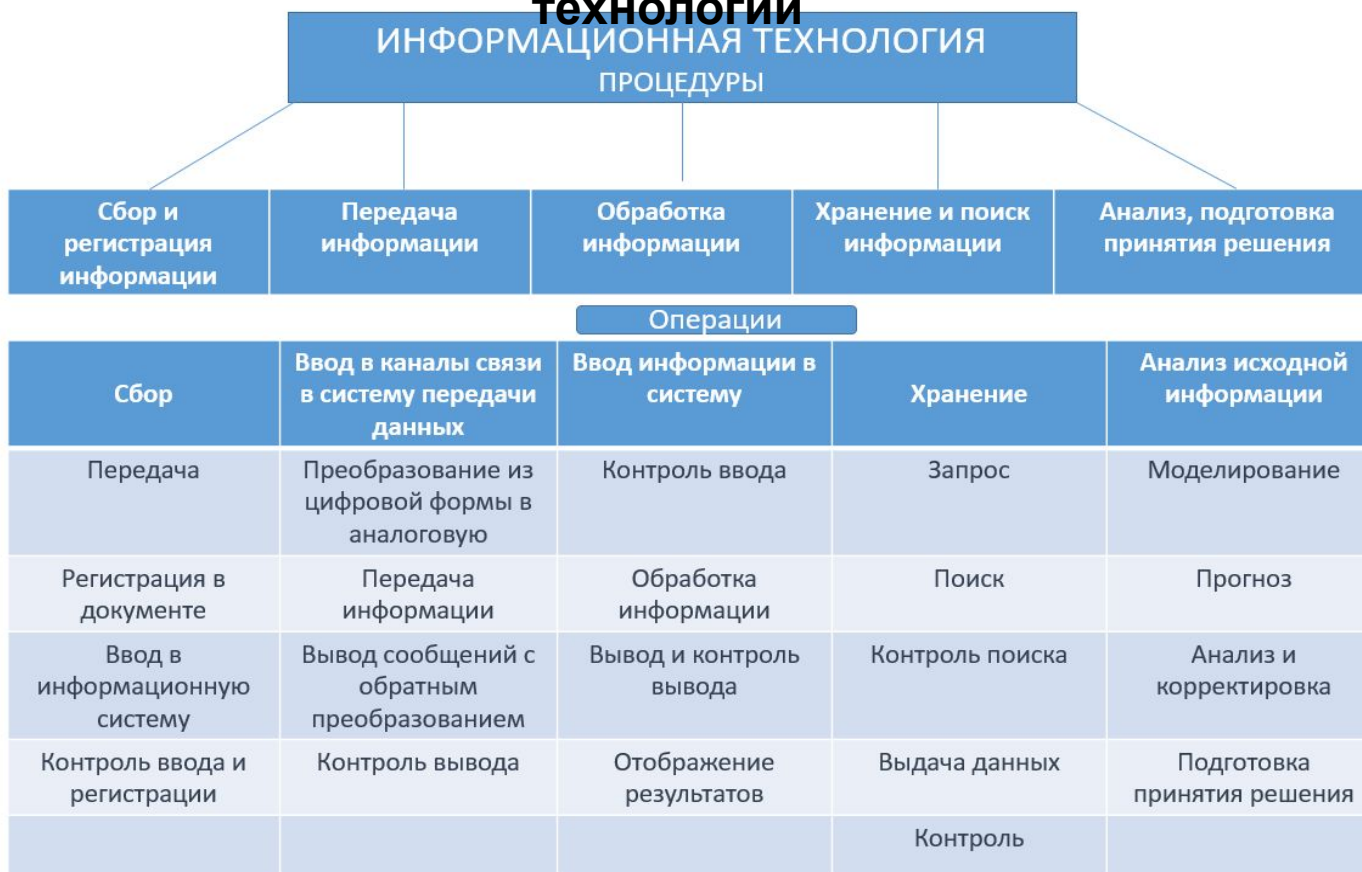 технологии
ИНФОРМАЦИОННАЯ ТЕХНОЛОГИЯ
ПРОЦЕДУРЫ
Сбор и
регистрация
информации
Передача
информации
Обработка
информации
Хранение и поиск
информации
Анализ, подготовка
принятия решения
Операции
Сбор
Ввод в каналы связи
в систему передачи
данных
Ввод информации в
систему
Хранение
Анализ исходной
информации
Передача
Преобразование из
цифровой формы в
аналоговую
Контроль ввода
Запрос
Моделирование
Регистрация в
документе
Передача
информации
Обработка
информации
Поиск
Прогноз
Ввод в
информационную
систему
Вывод сообщений с
обратным
преобразованием
Вывод и контроль
вывода
Контроль поиска
Анализ и
корректировка
Контроль ввода и
регистрации
Контроль вывода
Отображение
результатов
Выдача данных
Подготовка
принятия решения
Контроль